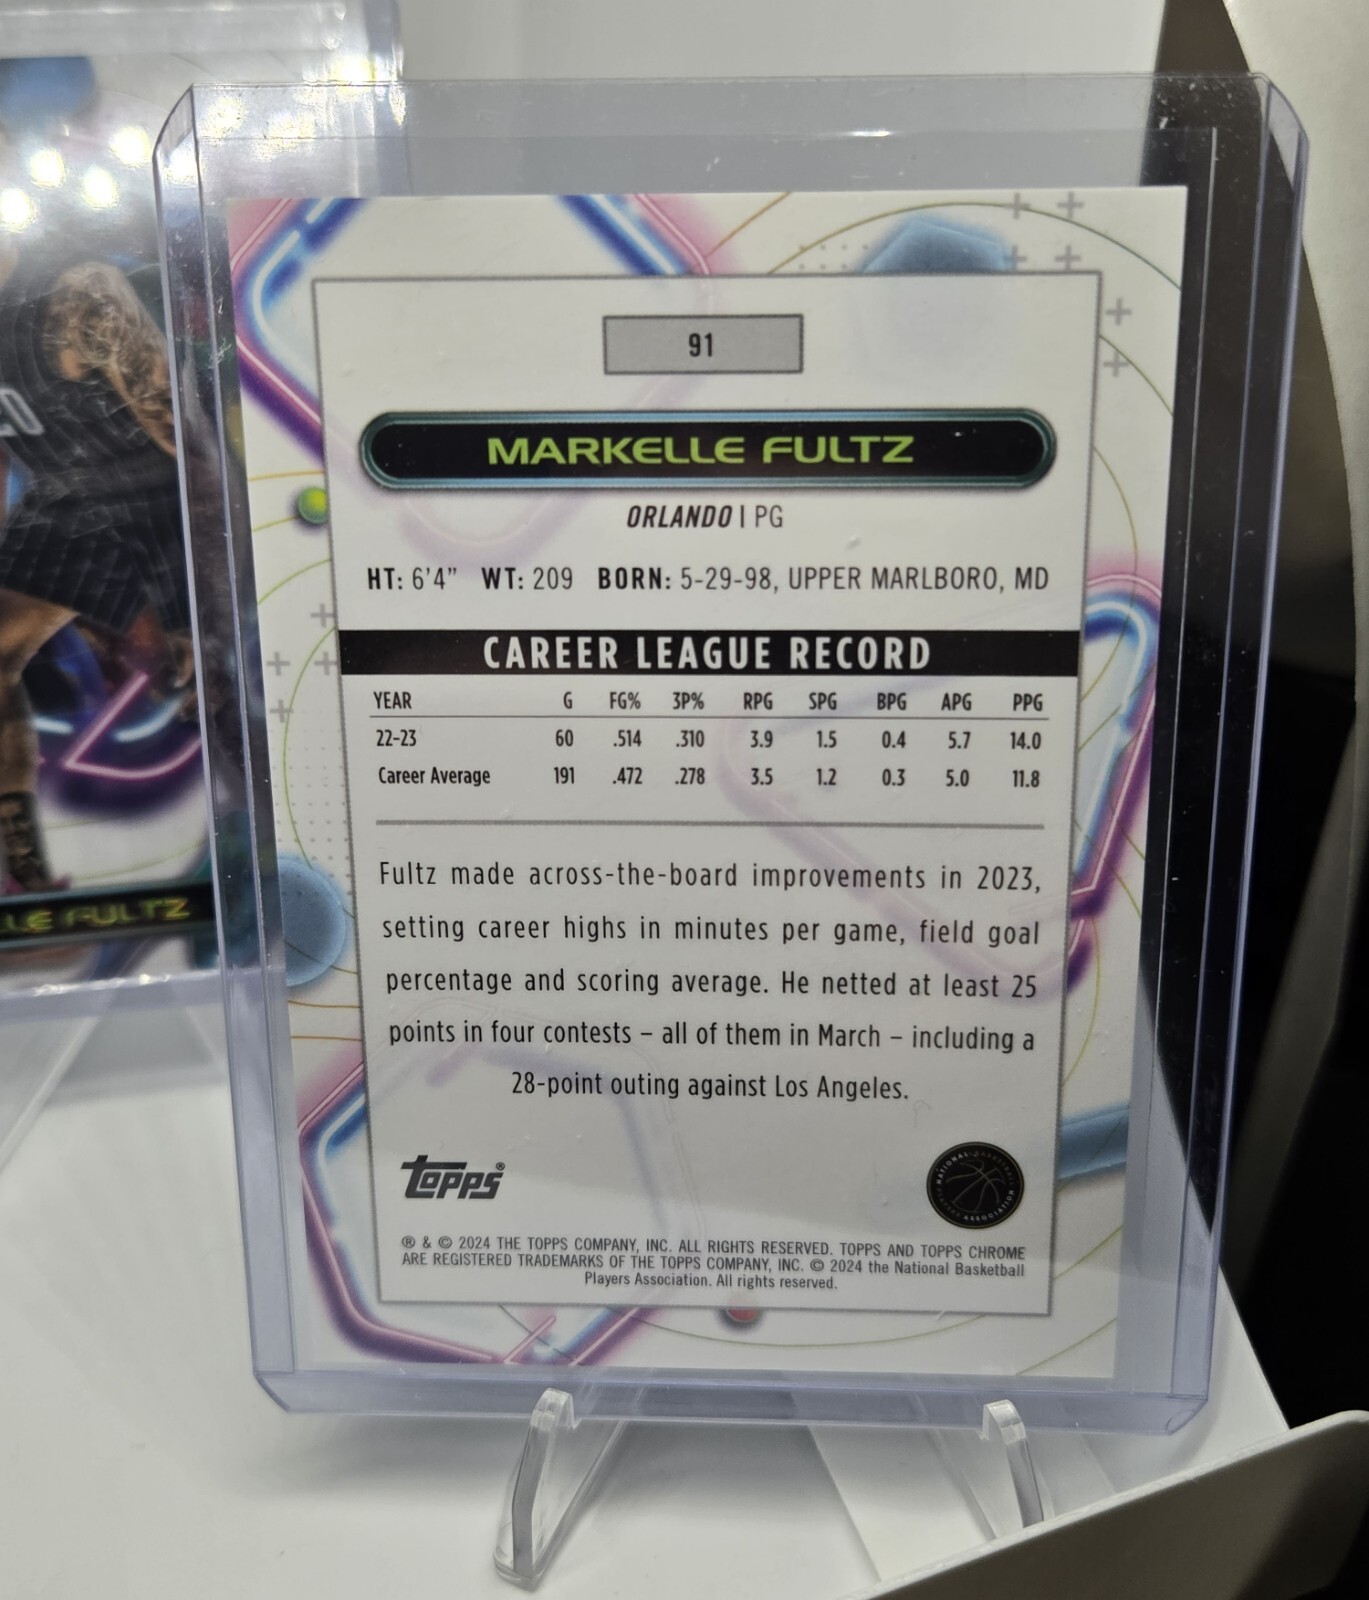 91
MARKELLE FULTZ
ORLANDO | PG
HT: 6'4" WT: 209 BORN: 5-29-98, UPPER MARLBORO, MD
CAREER LEAGUE RECORD
YEAR G FG% 3P% RPG SPG BPG APG PPG
22-23 60 .514 .310 3.9 1.5 0.4 5.7 14.0
Career Average 191 .472 .278 3.5 1.2 0.3 5.0 11.8
Fultz made across-the-board improvements in 2023,
setting career highs in minutes per game, field goal
percentage and scoring average. He netted at least 25
points in four contests – all of them in March – including a
28-point outing against Los Angeles.
Topps®
NATIONAL BASKETBALL
PLAYERS ASSOCIATION
® & © 2024 THE TOPPS COMPANY, INC. ALL RIGHTS RESERVED. TOPPS AND TOPPS CHROME
ARE REGISTERED TRADEMARKS OF THE TOPPS COMPANY, INC. © 2024 the National Basketball
Players Association. All rights reserved.
LLE FULTZ